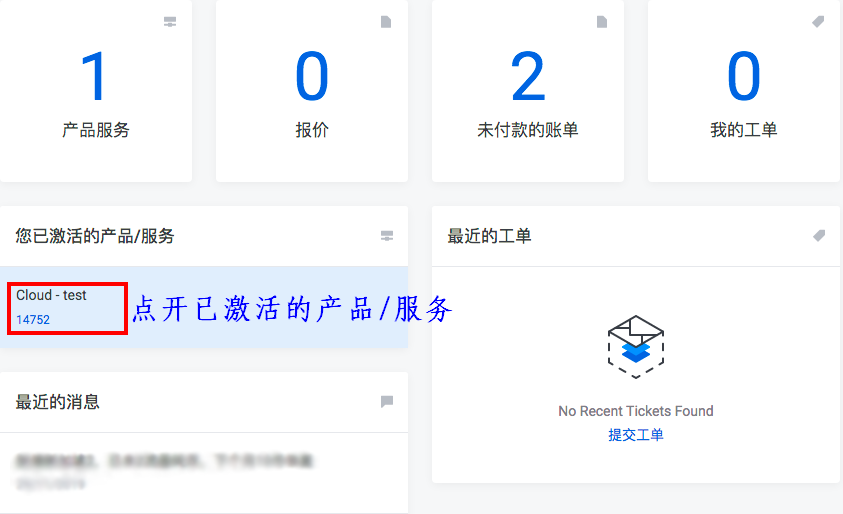 1
产品服务
0
报价
2
未付款的账单
0
我的工单
您已激活的产品/服务
Cloud - test
14752
点开已激活的产品/服务
最近的消息
最近的工单
No Recent Tickets Found
提交工单